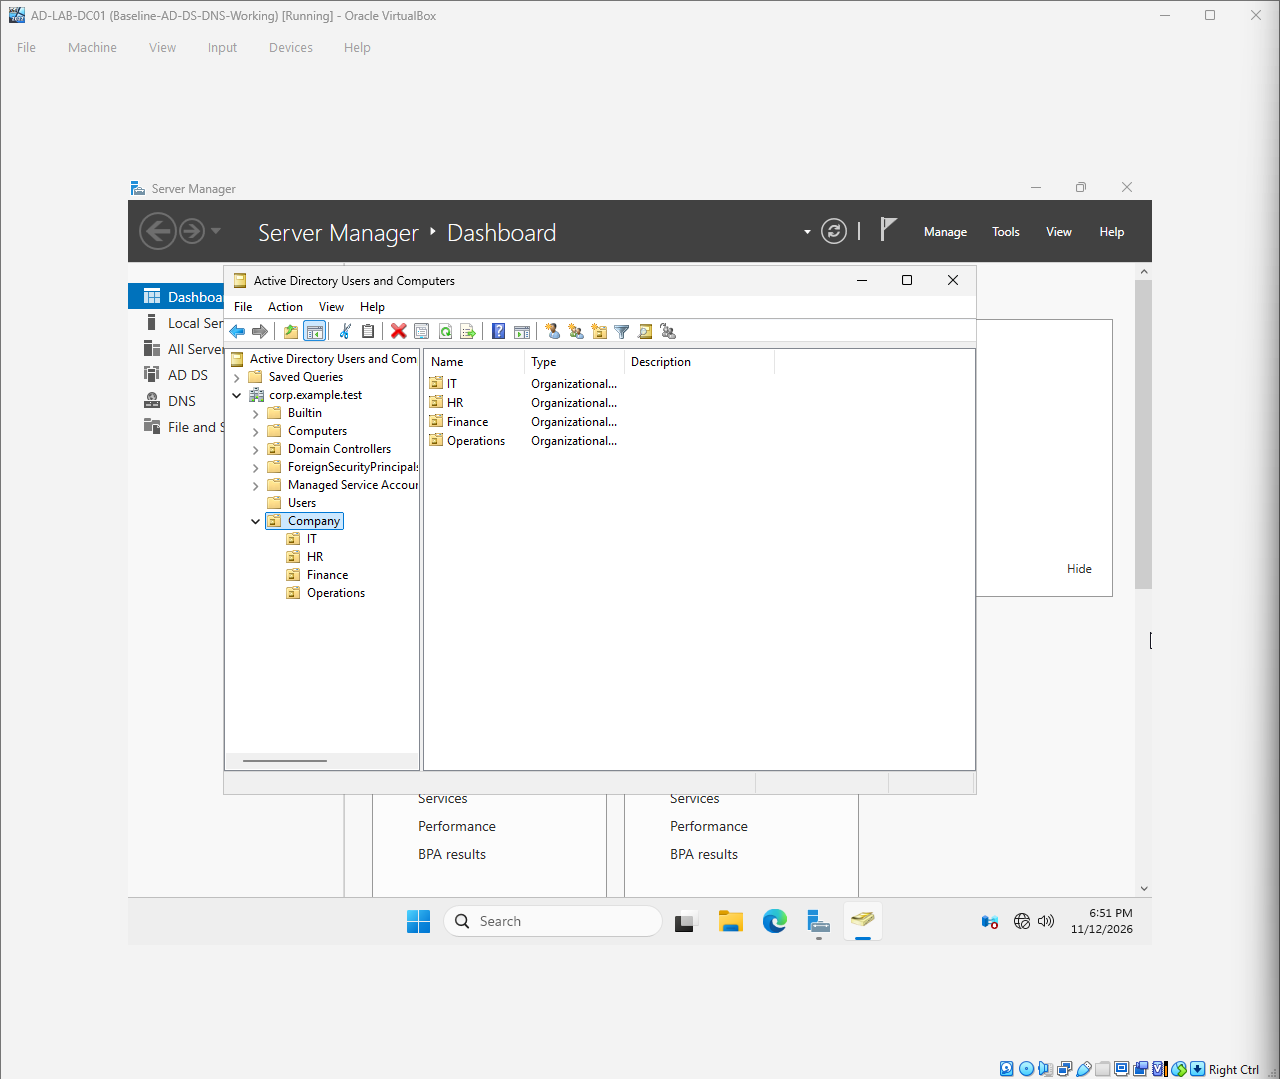 AD-LAB-DC01 (Baseline-AD-DS-DNS-Working) [Running] - Oracle VirtualBox
File Machine View Input Devices Help
Server Manager
Server Manager Dashboard
Manage Tools View Help
Dashboa
Local Ser
All Server
AD DS
DNS
File and S
Active Directory Users and Computers
File Action View Help
Active Directory Users and Com
Saved Queries
corp.example.test
Builtin
Computers
Domain Controllers
ForeignSecurityPrincipals
Managed Service Accour
Users
Company
IT
HR
Finance
Operations
Name Type Description
IT Organizational...
HR Organizational...
Finance Organizational...
Operations Organizational...
Hide
Services
Performance
BPA results
Services
Performance
BPA results
Search
6:51 PM
11/12/2026
Right Ctrl